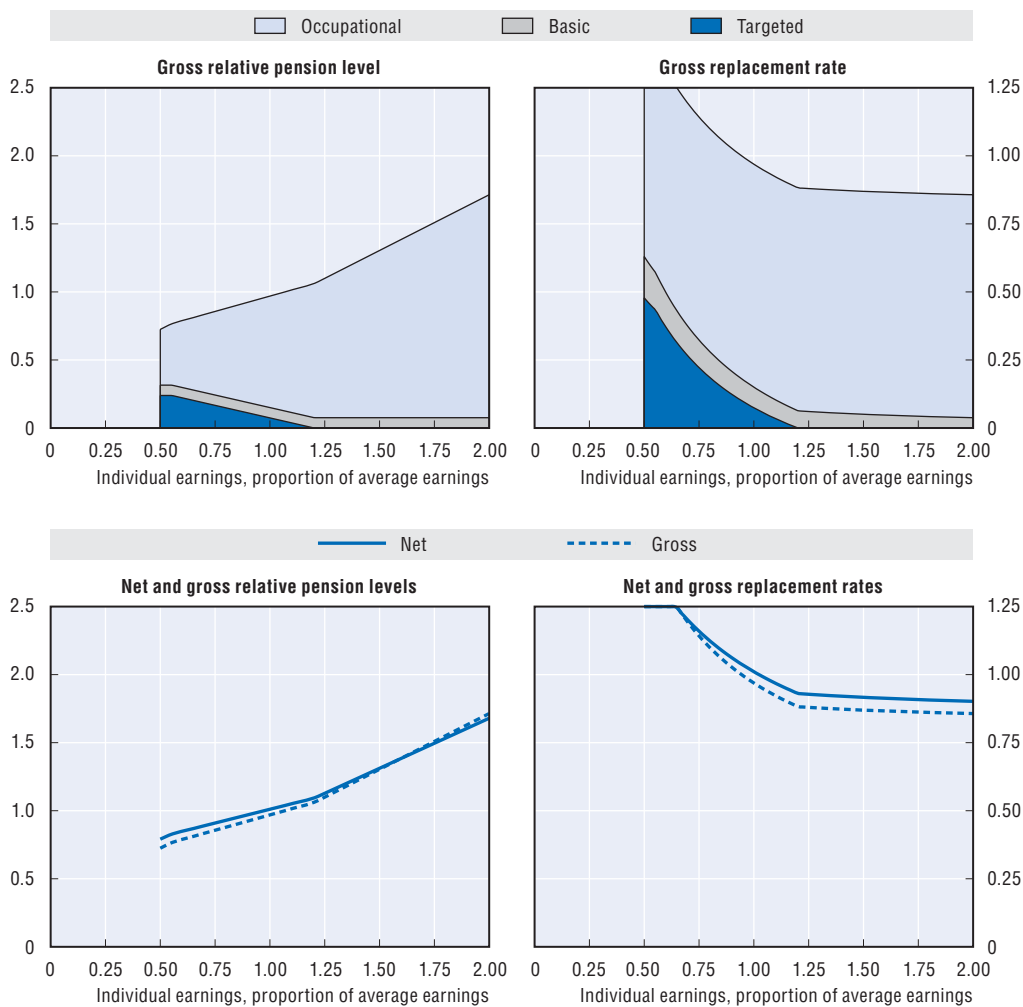 Occupational Basic Targeted
Gross relative pension level
2.5
2.0
1.5
1.0
0.5
0
0 0.25 0.50 0.75 1.00 1.25 1.50 1.75 2.00
Individual earnings, proportion of average earnings
Gross replacement rate
1.25
1.00
0.75
0.50
0.25
0
0 0.25 0.50 0.75 1.00 1.25 1.50 1.75 2.00
Individual earnings, proportion of average earnings
Net Gross
Net and gross relative pension levels
2.5
2.0
1.5
1.0
0.5
0
0 0.25 0.50 0.75 1.00 1.25 1.50 1.75 2.00
Individual earnings, proportion of average earnings
Net and gross replacement rates
1.25
1.00
0.75
0.50
0.25
0
0 0.25 0.50 0.75 1.00 1.25 1.50 1.75 2.00
Individual earnings, proportion of average earnings